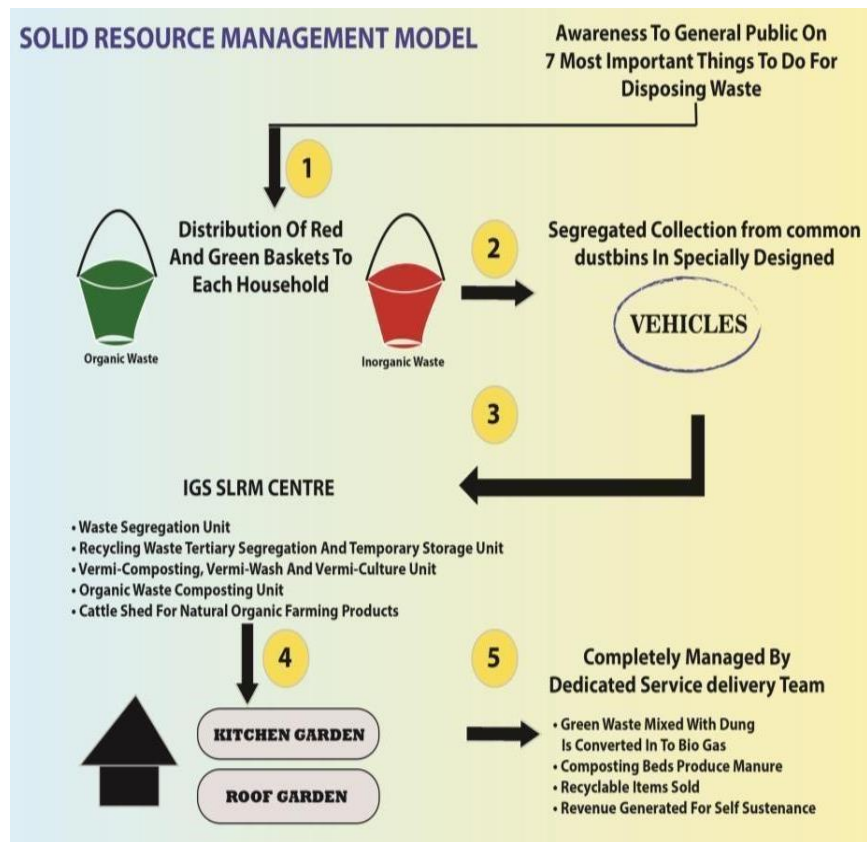 SOLID RESOURCE MANAGEMENT MODEL
Awareness To General Public On
7 Most Important Things To Do For
Disposing Waste
1
Distribution Of Red
And Green Baskets To
Each Household
Organic Waste
Inorganic Waste
2
Segregated Collection from common
dustbins In Specially Designed
VEHICLES
3
IGS SLRM CENTRE
• Waste Segregation Unit
• Recycling Waste Tertiary Segregation And Temporary Storage Unit
• Vermi-Composting, Vermi-Wash And Vermi-Culture Unit
• Organic Waste Composting Unit
• Cattle Shed For Natural Organic Farming Products
4
KITCHEN GARDEN
ROOF GARDEN
5
Completely Managed By
Dedicated Service delivery Team
• Green Waste Mixed With Dung
Is Converted In To Bio Gas
• Composting Beds Produce Manure
• Recyclable Items Sold
• Revenue Generated For Self Sustenance